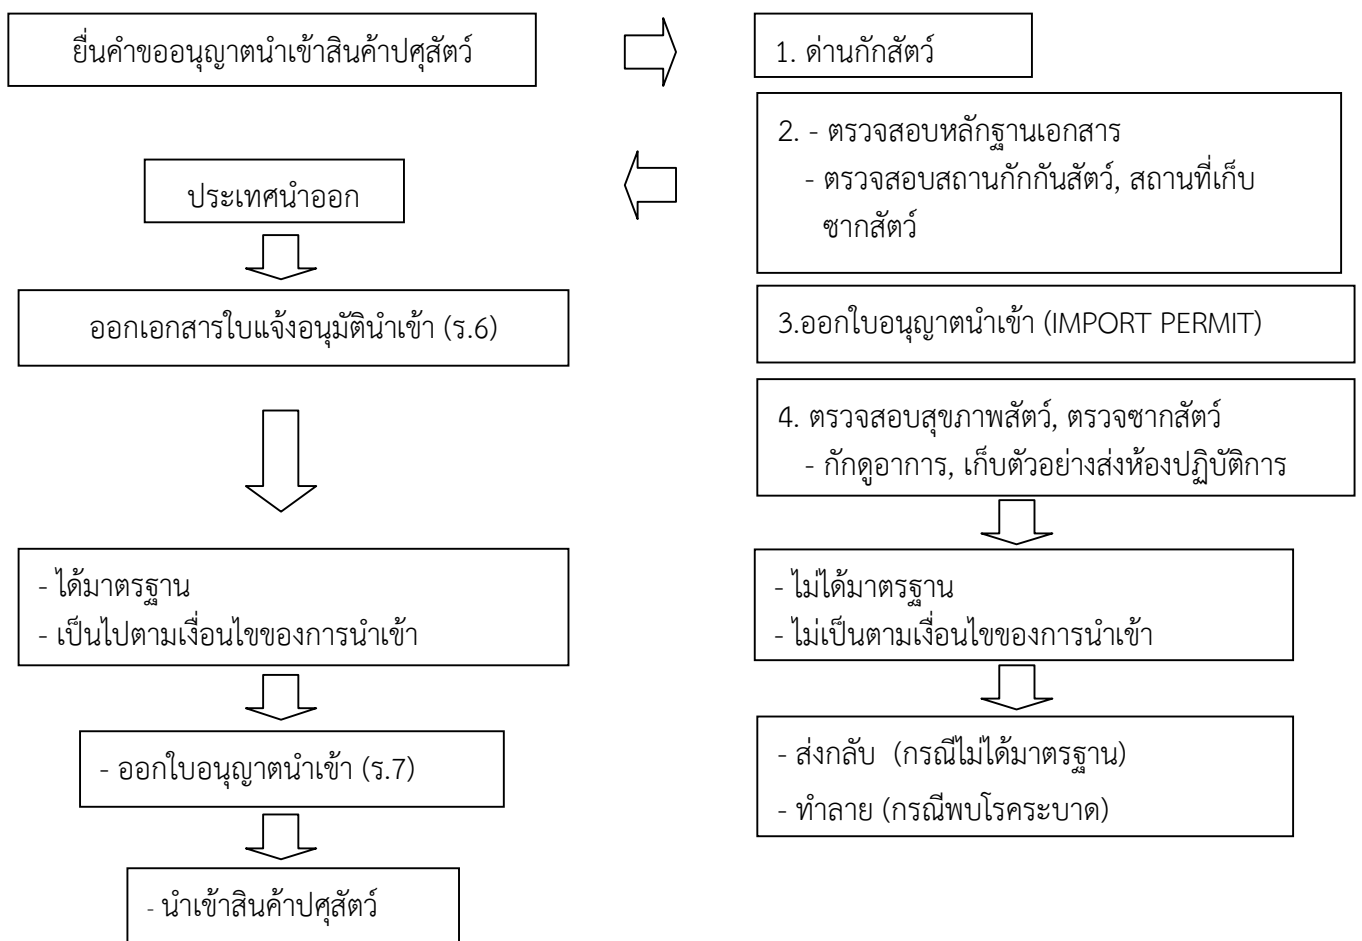 ยื่นคำขออนุญาตนำเข้าสินค้าปศุสัตว์
1. ด่านกักสัตว์
2. - ตรวจสอบหลักฐานเอกสาร
- ตรวจสอบสถานกักกันสัตว์, สถานที่เก็บ
ซากสัตว์
ประเทศนำออก
ออกเอกสารใบแจ้งอนุมัตินำเข้า (ร.6)
3.ออกใบอนุญาตนำเข้า (IMPORT PERMIT)
4. ตรวจสอบสุขภาพสัตว์, ตรวจซากสัตว์
- กักดูอาการ, เก็บตัวอย่างส่งห้องปฏิบัติการ
- ได้มาตรฐาน
- เป็นไปตามเงื่อนไขของการนำเข้า
- ไม่ได้มาตรฐาน
- ไม่เป็นตามเงื่อนไขของการนำเข้า
- ออกใบอนุญาตนำเข้า (ร.7)
- ส่งกลับ (กรณีไม่ได้มาตรฐาน)
- ทำลาย (กรณีพบโรคระบาด)
- นำเข้าสินค้าปศุสัตว์